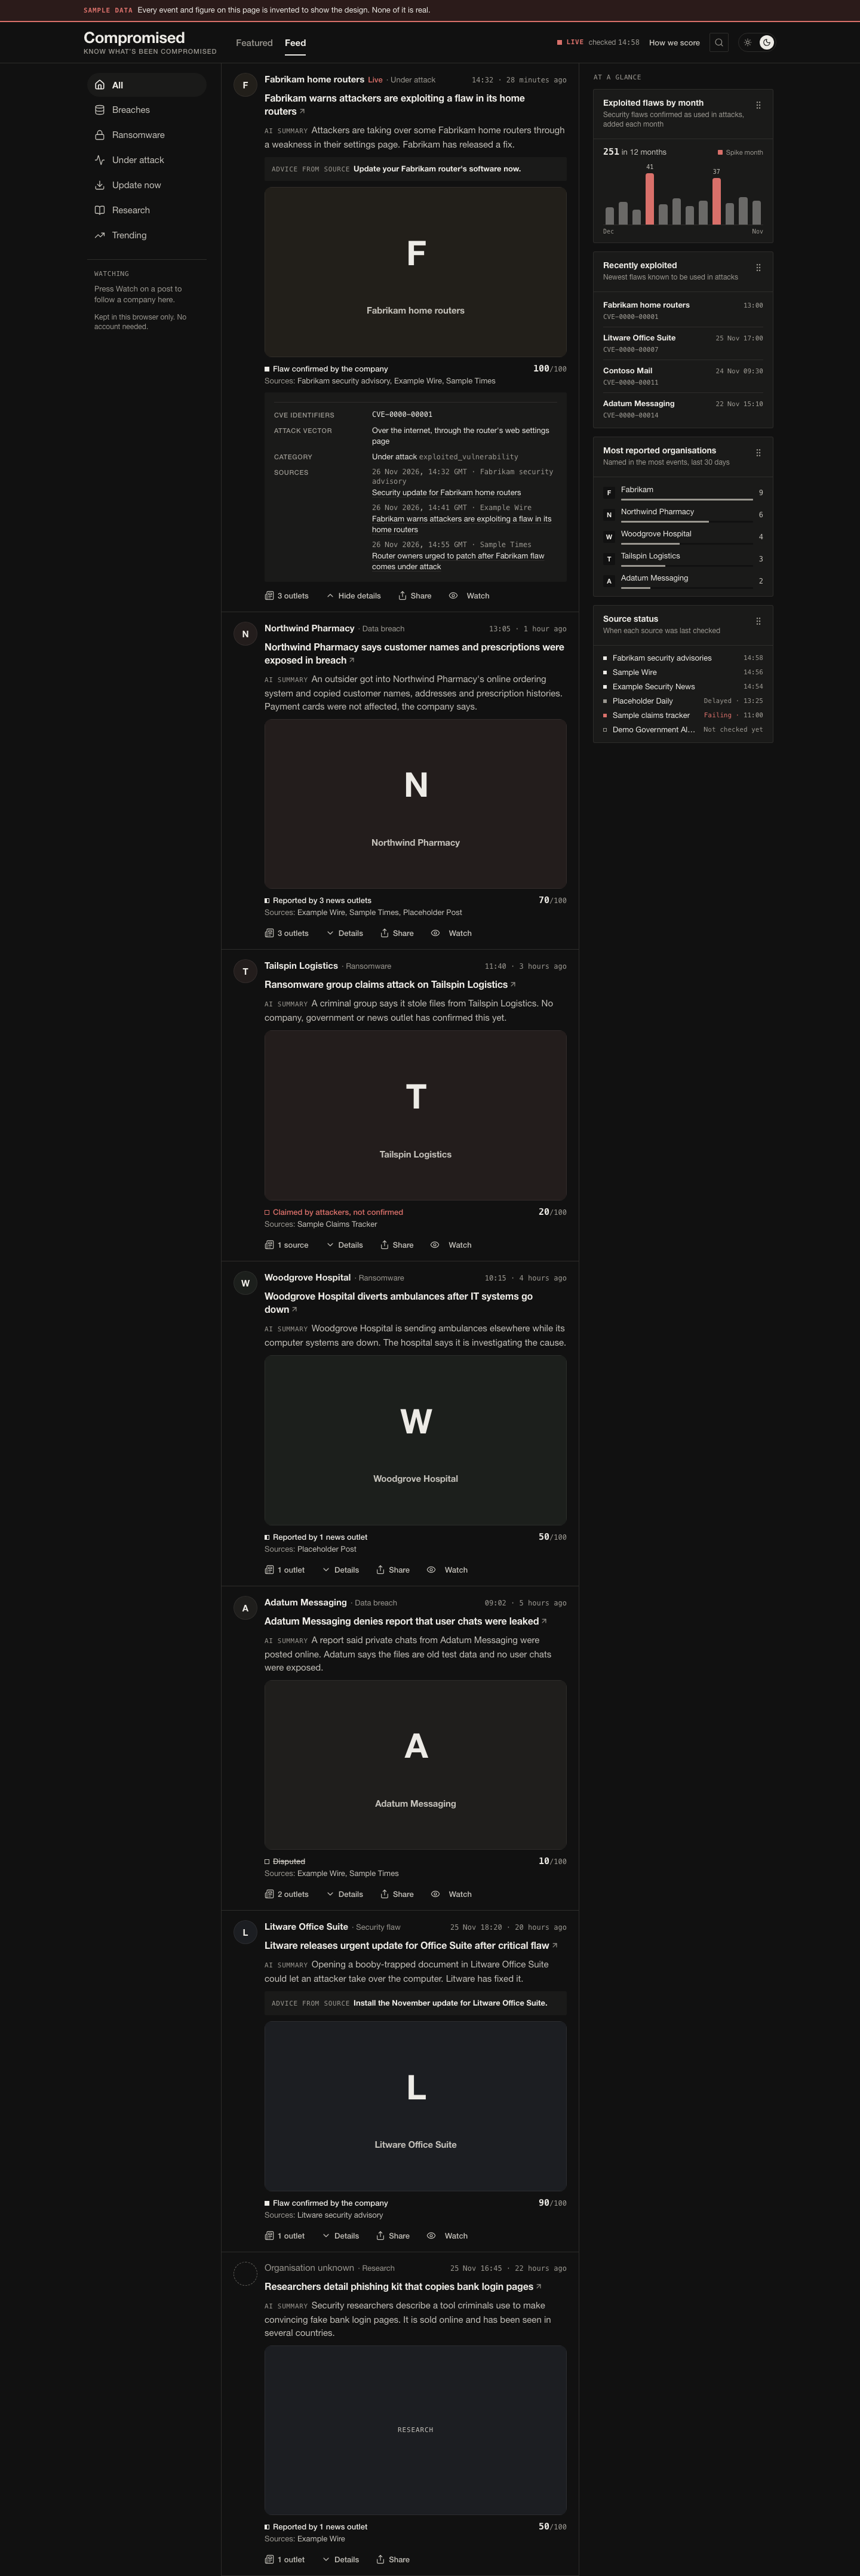 SAMPLE DATA Every event and figure on this page is invented to show the design. None of it is real.
Compromised
KNOW WHAT'S BEEN COMPROMISED
Featured Feed
LIVE checked 14:58 How we score
All
Breaches
Ransomware
Under attack
Update now
Research
Trending
WATCHING
Press Watch on a post to
follow a company here.
Kept in this browser only. No
account needed.
F
Fabrikam home routers Live · Under attack 14:32 · 28 minutes ago
Fabrikam warns attackers are exploiting a flaw in its home
routers ↗
AI SUMMARY Attackers are taking over some Fabrikam home routers through
a weakness in their settings page. Fabrikam has released a fix.
ADVICE FROM SOURCE Update your Fabrikam router's software now.
F
Fabrikam home routers
Flaw confirmed by the company 100/100
Sources: Fabrikam security advisory, Example Wire, Sample Times
CVE IDENTIFIERS CVE-0000-00001
ATTACK VECTOR Over the internet, through the router's web settings
page
CATEGORY Under attack exploited_vulnerability
SOURCES 26 Nov 2026, 14:32 GMT · Fabrikam security
advisory
Security update for Fabrikam home routers
26 Nov 2026, 14:41 GMT · Example Wire
Fabrikam warns attackers are exploiting a flaw in its
home routers
26 Nov 2026, 14:55 GMT · Sample Times
Router owners urged to patch after Fabrikam flaw
comes under attack
3 outlets Hide details Share Watch
N
Northwind Pharmacy · Data breach 13:05 · 1 hour ago
Northwind Pharmacy says customer names and prescriptions were
exposed in breach ↗
AI SUMMARY An outsider got into Northwind Pharmacy's online ordering
system and copied customer names, addresses and prescription histories.
Payment cards were not affected, the company says.
N
Northwind Pharmacy
Reported by 3 news outlets 70/100
Sources: Example Wire, Sample Times, Placeholder Post
3 outlets Details Share Watch
T
Tailspin Logistics · Ransomware 11:40 · 3 hours ago
Ransomware group claims attack on Tailspin Logistics ↗
AI SUMMARY A criminal group says it stole files from Tailspin Logistics. No
company, government or news outlet has confirmed this yet.
T
Tailspin Logistics
Claimed by attackers, not confirmed 20/100
Sources: Sample Claims Tracker
1 source Details Share Watch
W
Woodgrove Hospital · Ransomware 10:15 · 4 hours ago
Woodgrove Hospital diverts ambulances after IT systems go
down ↗
AI SUMMARY Woodgrove Hospital is sending ambulances elsewhere while its
computer systems are down. The hospital says it is investigating the cause.
W
Woodgrove Hospital
Reported by 1 news outlet 50/100
Sources: Placeholder Post
1 outlet Details Share Watch
A
Adatum Messaging · Data breach 09:02 · 5 hours ago
Adatum Messaging denies report that user chats were leaked ↗
AI SUMMARY A report said private chats from Adatum Messaging were
posted online. Adatum says the files are old test data and no user chats
were exposed.
A
Adatum Messaging
Disputed 10/100
Sources: Example Wire, Sample Times
2 outlets Details Share Watch
L
Litware Office Suite · Security flaw 25 Nov 18:20 · 20 hours ago
Litware releases urgent update for Office Suite after critical flaw ↗
AI SUMMARY Opening a booby-trapped document in Litware Office Suite
could let an attacker take over the computer. Litware has fixed it.
ADVICE FROM SOURCE Install the November update for Litware Office Suite.
L
Litware Office Suite
Flaw confirmed by the company 90/100
Sources: Litware security advisory
1 outlet Details Share Watch
Organisation unknown · Research 25 Nov 16:45 · 22 hours ago
Researchers detail phishing kit that copies bank login pages ↗
AI SUMMARY Security researchers describe a tool criminals use to make
convincing fake bank login pages. It is sold online and has been seen in
several countries.
RESEARCH
Reported by 1 news outlet 50/100
Sources: Example Wire
1 outlet Details Share
AT A GLANCE
Exploited flaws by month
Security flaws confirmed as used in attacks,
added each month
251 in 12 months Spike month
41
37
Dec Nov
Recently exploited
Newest flaws known to be used in attacks
Fabrikam home routers 13:00
CVE-0000-00001
Litware Office Suite 25 Nov 17:00
CVE-0000-00007
Contoso Mail 24 Nov 09:30
CVE-0000-00011
Adatum Messaging 22 Nov 15:10
CVE-0000-00014
Most reported organisations
Named in the most events, last 30 days
F Fabrikam 9
N Northwind Pharmacy 6
W Woodgrove Hospital 4
T Tailspin Logistics 3
A Adatum Messaging 2
Source status
When each source was last checked
Fabrikam security advisories 14:58
Sample Wire 14:56
Example Security News 14:54
Placeholder Daily Delayed · 13:25
Sample claims tracker Failing · 11:00
Demo Government Al… Not checked yet